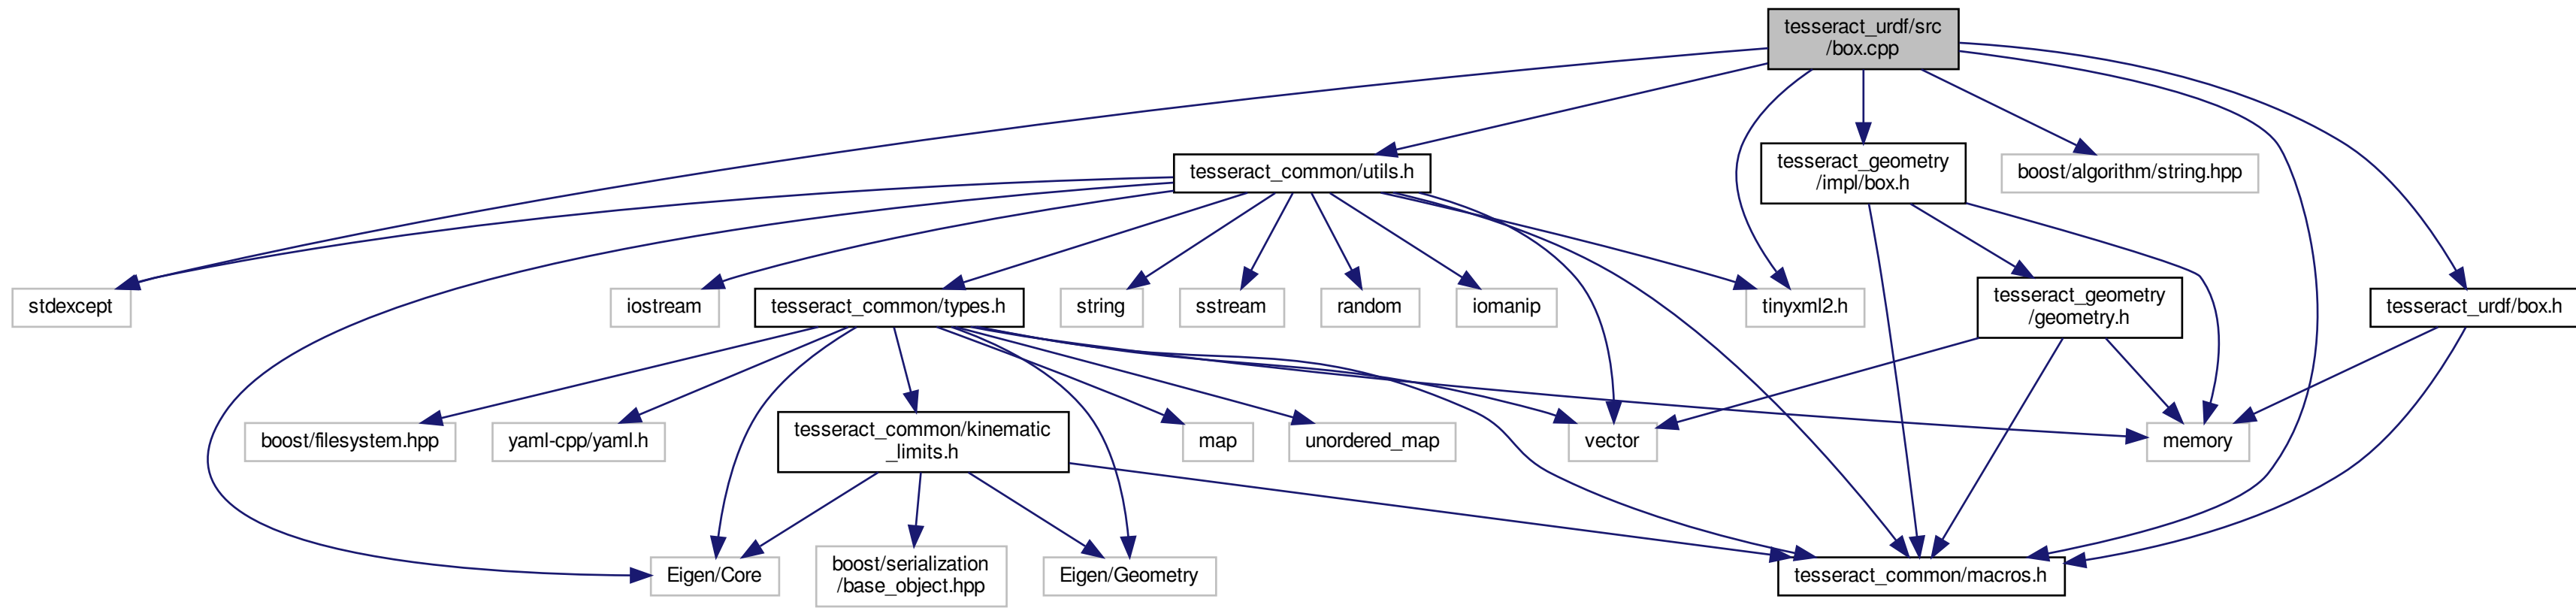 tesseract_urdf/src
/box.cpp
tesseract_common/utils.h
tesseract_geometry
/impl/box.h
boost/algorithm/string.hpp
stdexcept
iostream
tesseract_common/types.h
string
sstream
random
iomanip
tinyxml2.h
tesseract_geometry
/geometry.h
tesseract_urdf/box.h
boost/filesystem.hpp
yaml-cpp/yaml.h
tesseract_common/kinematic
_limits.h
map
unordered_map
vector
memory
Eigen/Core
boost/serialization
/base_object.hpp
Eigen/Geometry
tesseract_common/macros.h